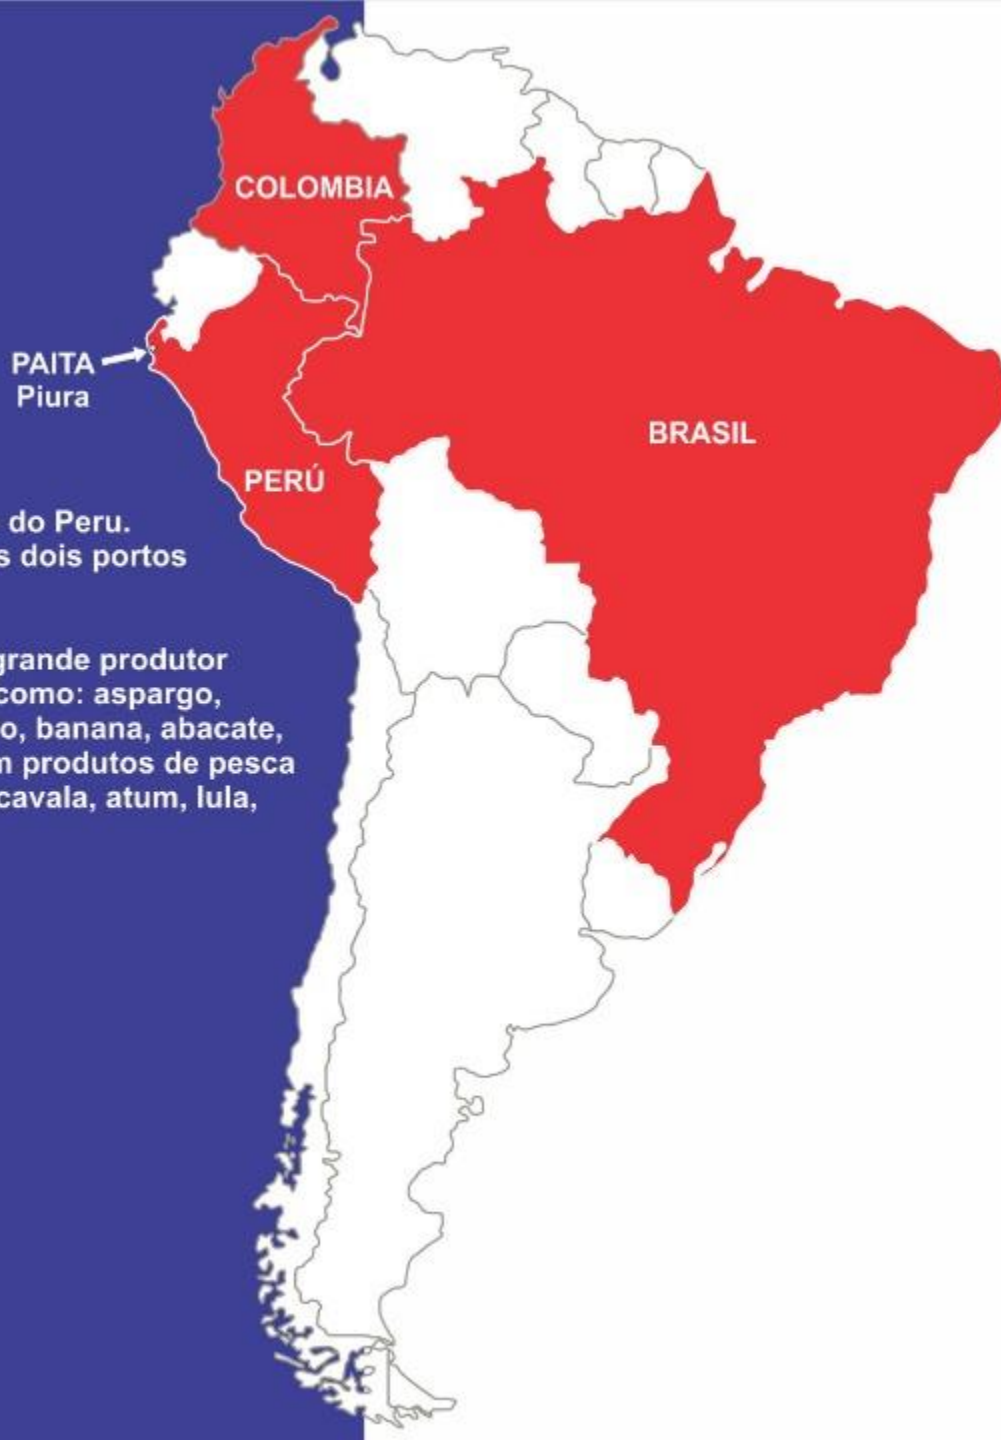 COLOMBIA
PAITA
Piura
BRASIL
PERÚ
do Peru.
s dois portos
grande produtor
como: aspargo,
o, banana, abacate,
m produtos de pesca
cavala, atum, lula,